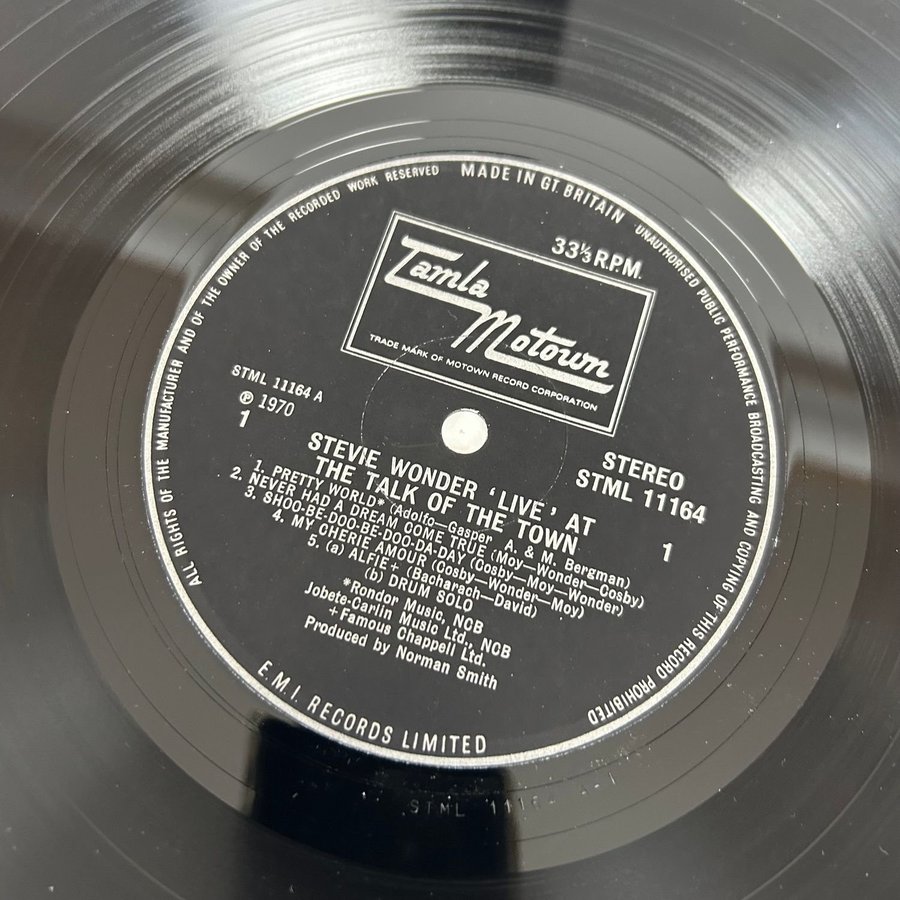 ALL RIGHTS OF THE MANUFACTURER AND OF THE OWNER OF THE RECORDED WORK RESERVED
MADE IN GT. BRITAIN
UNAUTHORISED PUBLIC PERFORMANCE BROADCASTING AND COPYING OF THIS RECORD PROHIBITED
33⅓ R.P.M.
Tamla
Motown
TRADE MARK OF MOTOWN RECORD CORPORATION
STML 11164 A
℗ 1970
1
STEREO
STML 11164
1
STEVIE WONDER 'LIVE' AT
THE TALK OF THE TOWN
1. PRETTY WORLD* (Adolfo—Gasper A. & M. Bergman)
2. NEVER HAD A DREAM COME TRUE (Moy—Wonder—Cosby)
3. SHOO-BE-DOO-BE-DOO-DA-DAY (Cosby—Moy—Wonder)
4. MY CHERIE AMOUR (Cosby—Wonder—Moy)
5. (a) ALFIE+ (Bacharach—David)
(b) DRUM SOLO
*Rondor Music, NCB
Jobete-Carlin Music Ltd., NCB
+Famous Chappell Ltd.
Produced by Norman Smith
E.M.I. RECORDS LIMITED
STML